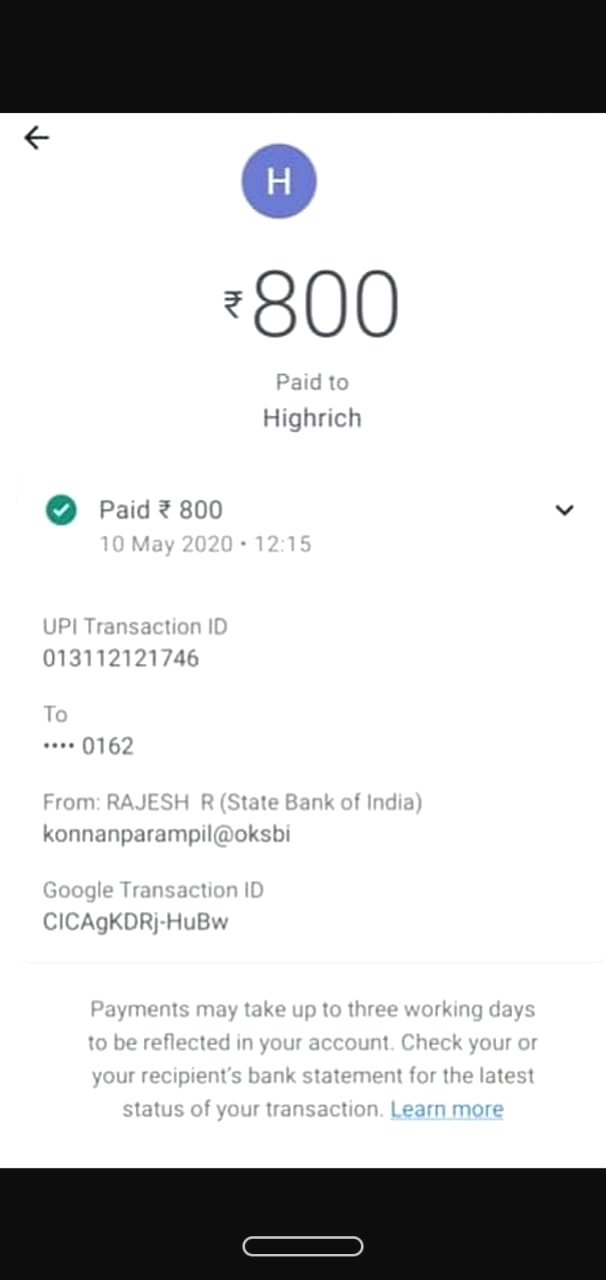 H
₹800
Paid to
Highrich
Paid ₹ 800
10 May 2020 • 12:15
UPI Transaction ID
013112121746
To
•••• 0162
From: RAJESH R (State Bank of India)
konnanparampil@oksbi
Google Transaction ID
CICAgKDRj-HuBw
Payments may take up to three working days
to be reflected in your account. Check your or
your recipient's bank statement for the latest
status of your transaction. Learn more